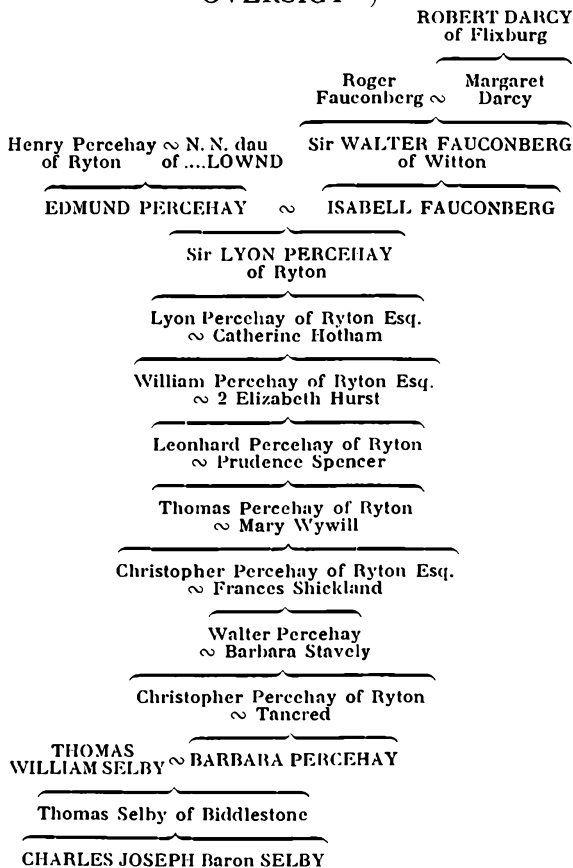 OVERSIGT
ROBERT DARCY
of Flixburg
Roger Margaret
Fauconberg ∾ Darcy
Henry Percehay ∾ N. N. dau Sir WALTER FAUCONBERG
of Ryton of ....LOWND of Witton
EDMUND PERCEHAY ∾ ISABELL FAUCONBERG
Sir LYON PERCEHAY
of Ryton
Lyon Percehay of Ryton Esq.
∾ Catherine Hotham
William Percehay of Ryton Esq.
∾ 2 Elizabeth Hurst
Leonhard Percehay of Ryton
∾ Prudence Spencer
Thomas Percehay of Ryton
∾ Mary Wywill
Christopher Percehay of Ryton Esq.
∾ Frances Shickland
Walter Percehay
∾ Barbara Stavely
Christopher Percehay of Ryton
∾ Tancred
THOMAS
WILLIAM SELBY ∾ BARBARA PERCEHAY
Thomas Selby of Biddlestone
CHARLES JOSEPH Baron SELBY